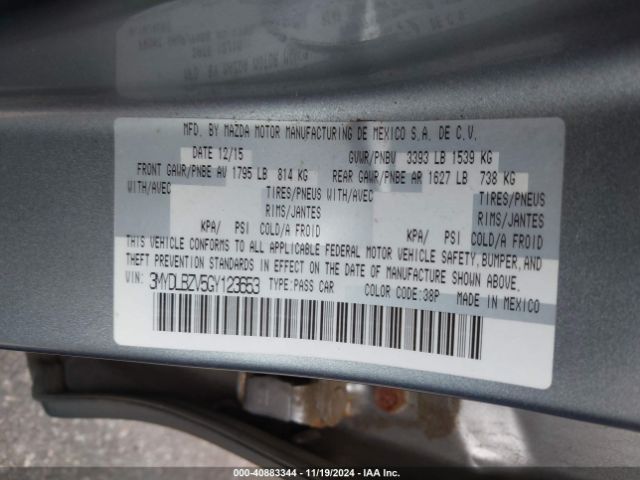 MFD. BY MAZDA MOTOR MANUFACTURING DE MEXICO S.A. DE C.V.
DATE 12/15 GVWR/PNBV 3393 LB 1539 KG
FRONT GAWR/PNBE AV 1795 LB 814 KG REAR GAWR/PNBE AR 1627 LB 738 KG
WITH/AVEC TIRES/PNEUS WITH/AVEC TIRES/PNEUS
RIMS/JANTES RIMS/JANTES
KPA/ PSI COLD/A FROID KPA/ PSI COLD/A FROID
THIS VEHICLE CONFORMS TO ALL APPLICABLE FEDERAL MOTOR VEHICLE SAFETY, BUMPER, AND
THEFT PREVENTION STANDARDS IN EFFECT ON THE DATE OF MANUFACTURE SHOWN ABOVE.
VIN: 3MYDLBZV5GY123653 TYPE:PASS CAR COLOR CODE:38P MADE IN MEXICO
000-40883344 - 11/19/2024 - IAA Inc.